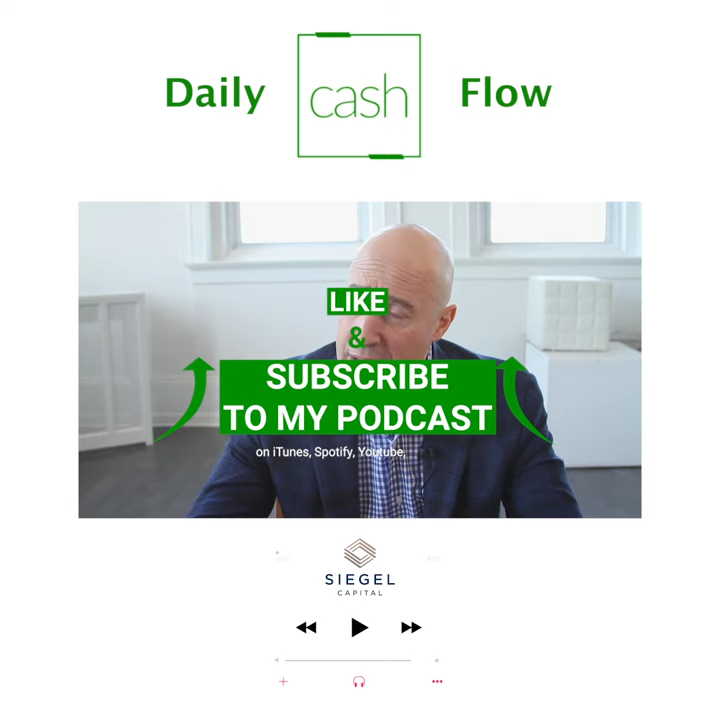 Daily cash Flow
LIKE
&
SUBSCRIBE
TO MY PODCAST
on iTunes, Spotify, Youtube,
SIEGEL
CAPITAL